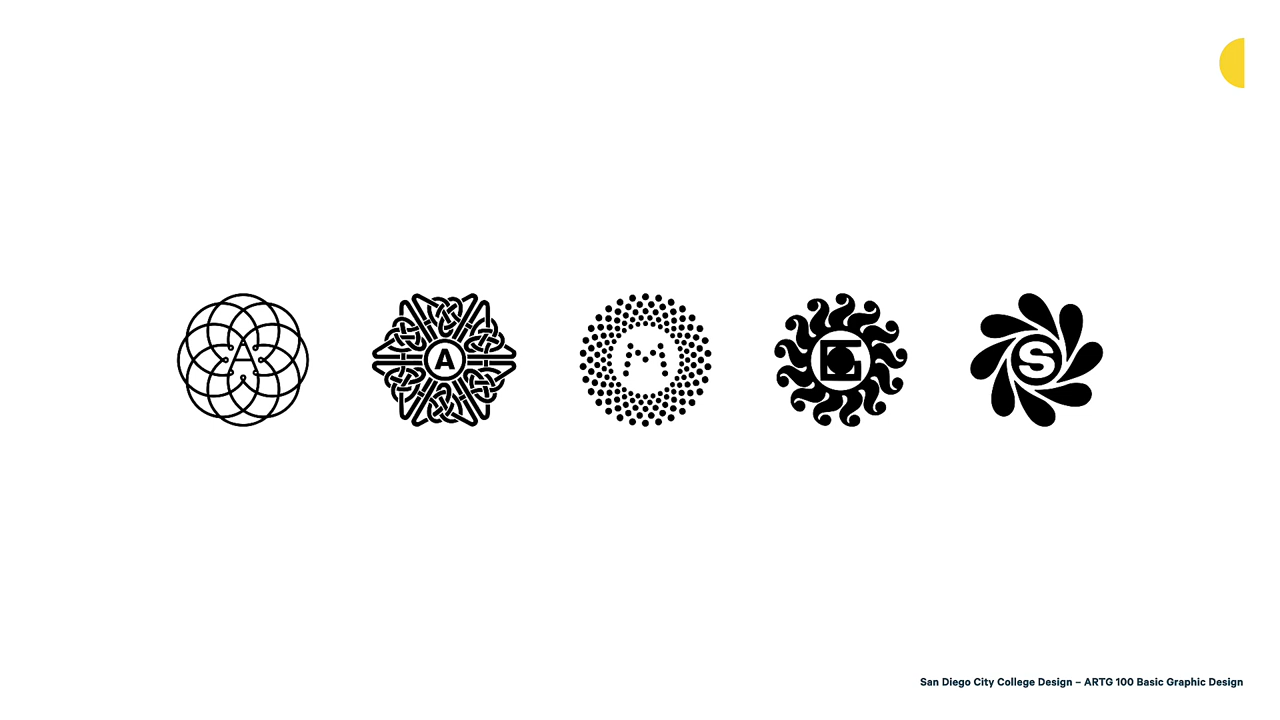 A
A
M
E
S
San Diego City College Design – ARTG 100 Basic Graphic Design